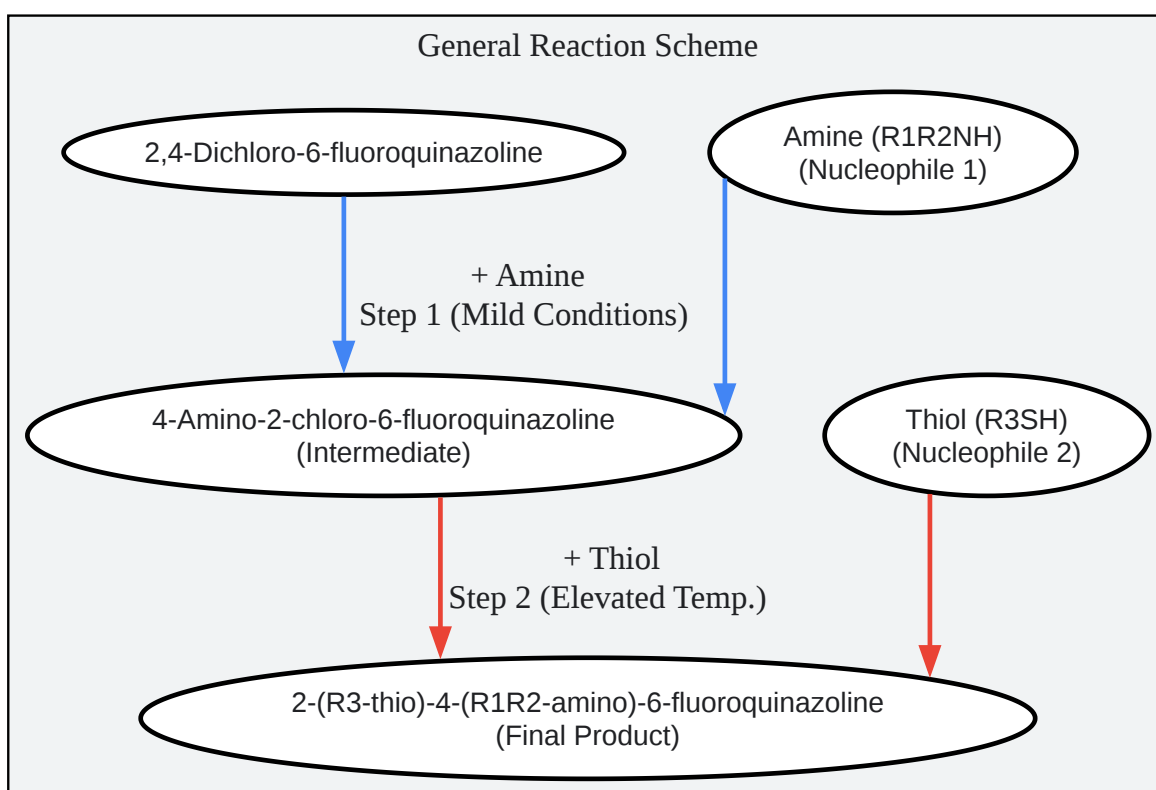 General Reaction Scheme
2,4-Dichloro-6-fluoroquinazoline
Amine (R1R2NH)
(Nucleophile 1)
+ Amine
Step 1 (Mild Conditions)
4-Amino-2-chloro-6-fluoroquinazoline
(Intermediate)
Thiol (R3SH)
(Nucleophile 2)
+ Thiol
Step 2 (Elevated Temp.)
2-(R3-thio)-4-(R1R2-amino)-6-fluoroquinazoline
(Final Product)